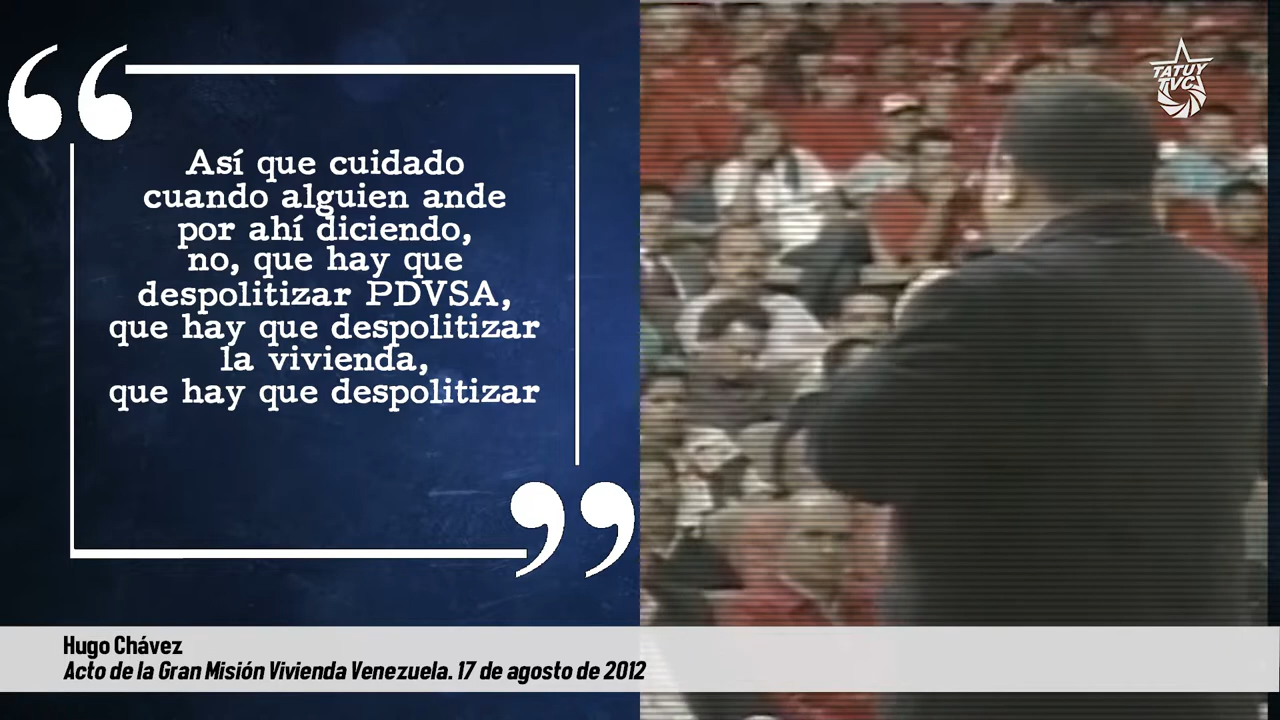 Así que cuidado
cuando alguien ande
por ahí diciendo,
no, que hay que
despolitizar PDVSA,
que hay que despolitizar
la vivienda,
que hay que despolitizar
TATUY
TVC
Hugo Chávez
Acto de la Gran Misión Vivienda Venezuela. 17 de agosto de 2012